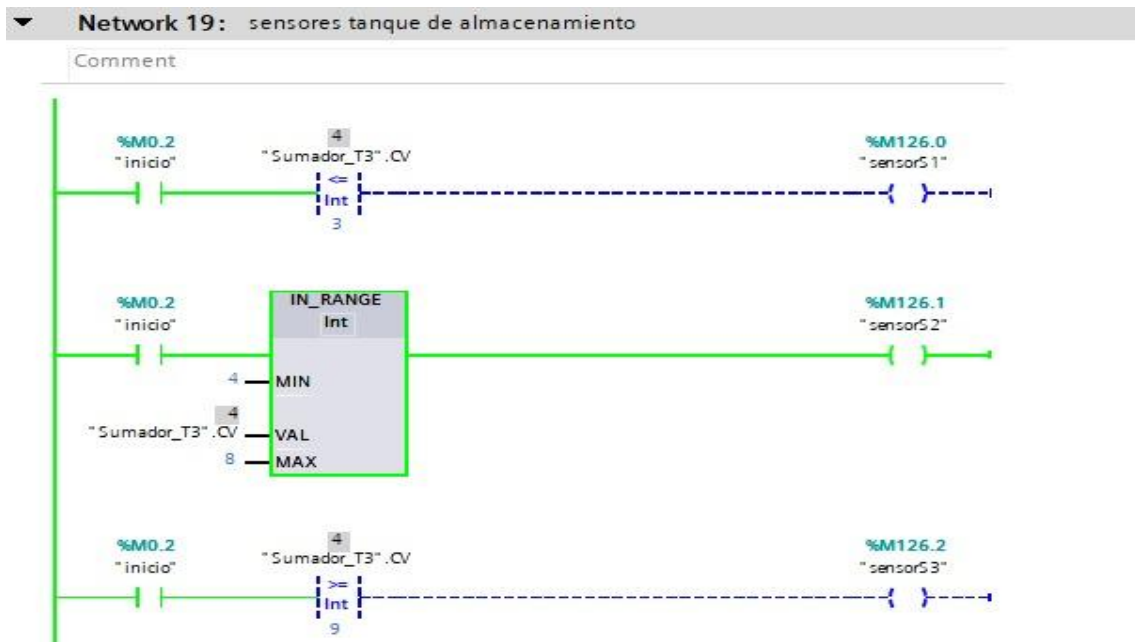 Network 19: sensores tanque de almacenamiento
Comment
%M0.2
"inicio"
4
"Sumador_T3".CV
<=
Int
3
%M126.0
"sensorS1"
%M0.2
"inicio"
IN_RANGE
Int
4
MIN
4
"Sumador_T3".CV
VAL
8
MAX
%M126.1
"sensorS2"
%M0.2
"inicio"
4
"Sumador_T3".CV
>=
Int
9
%M126.2
"sensorS3"